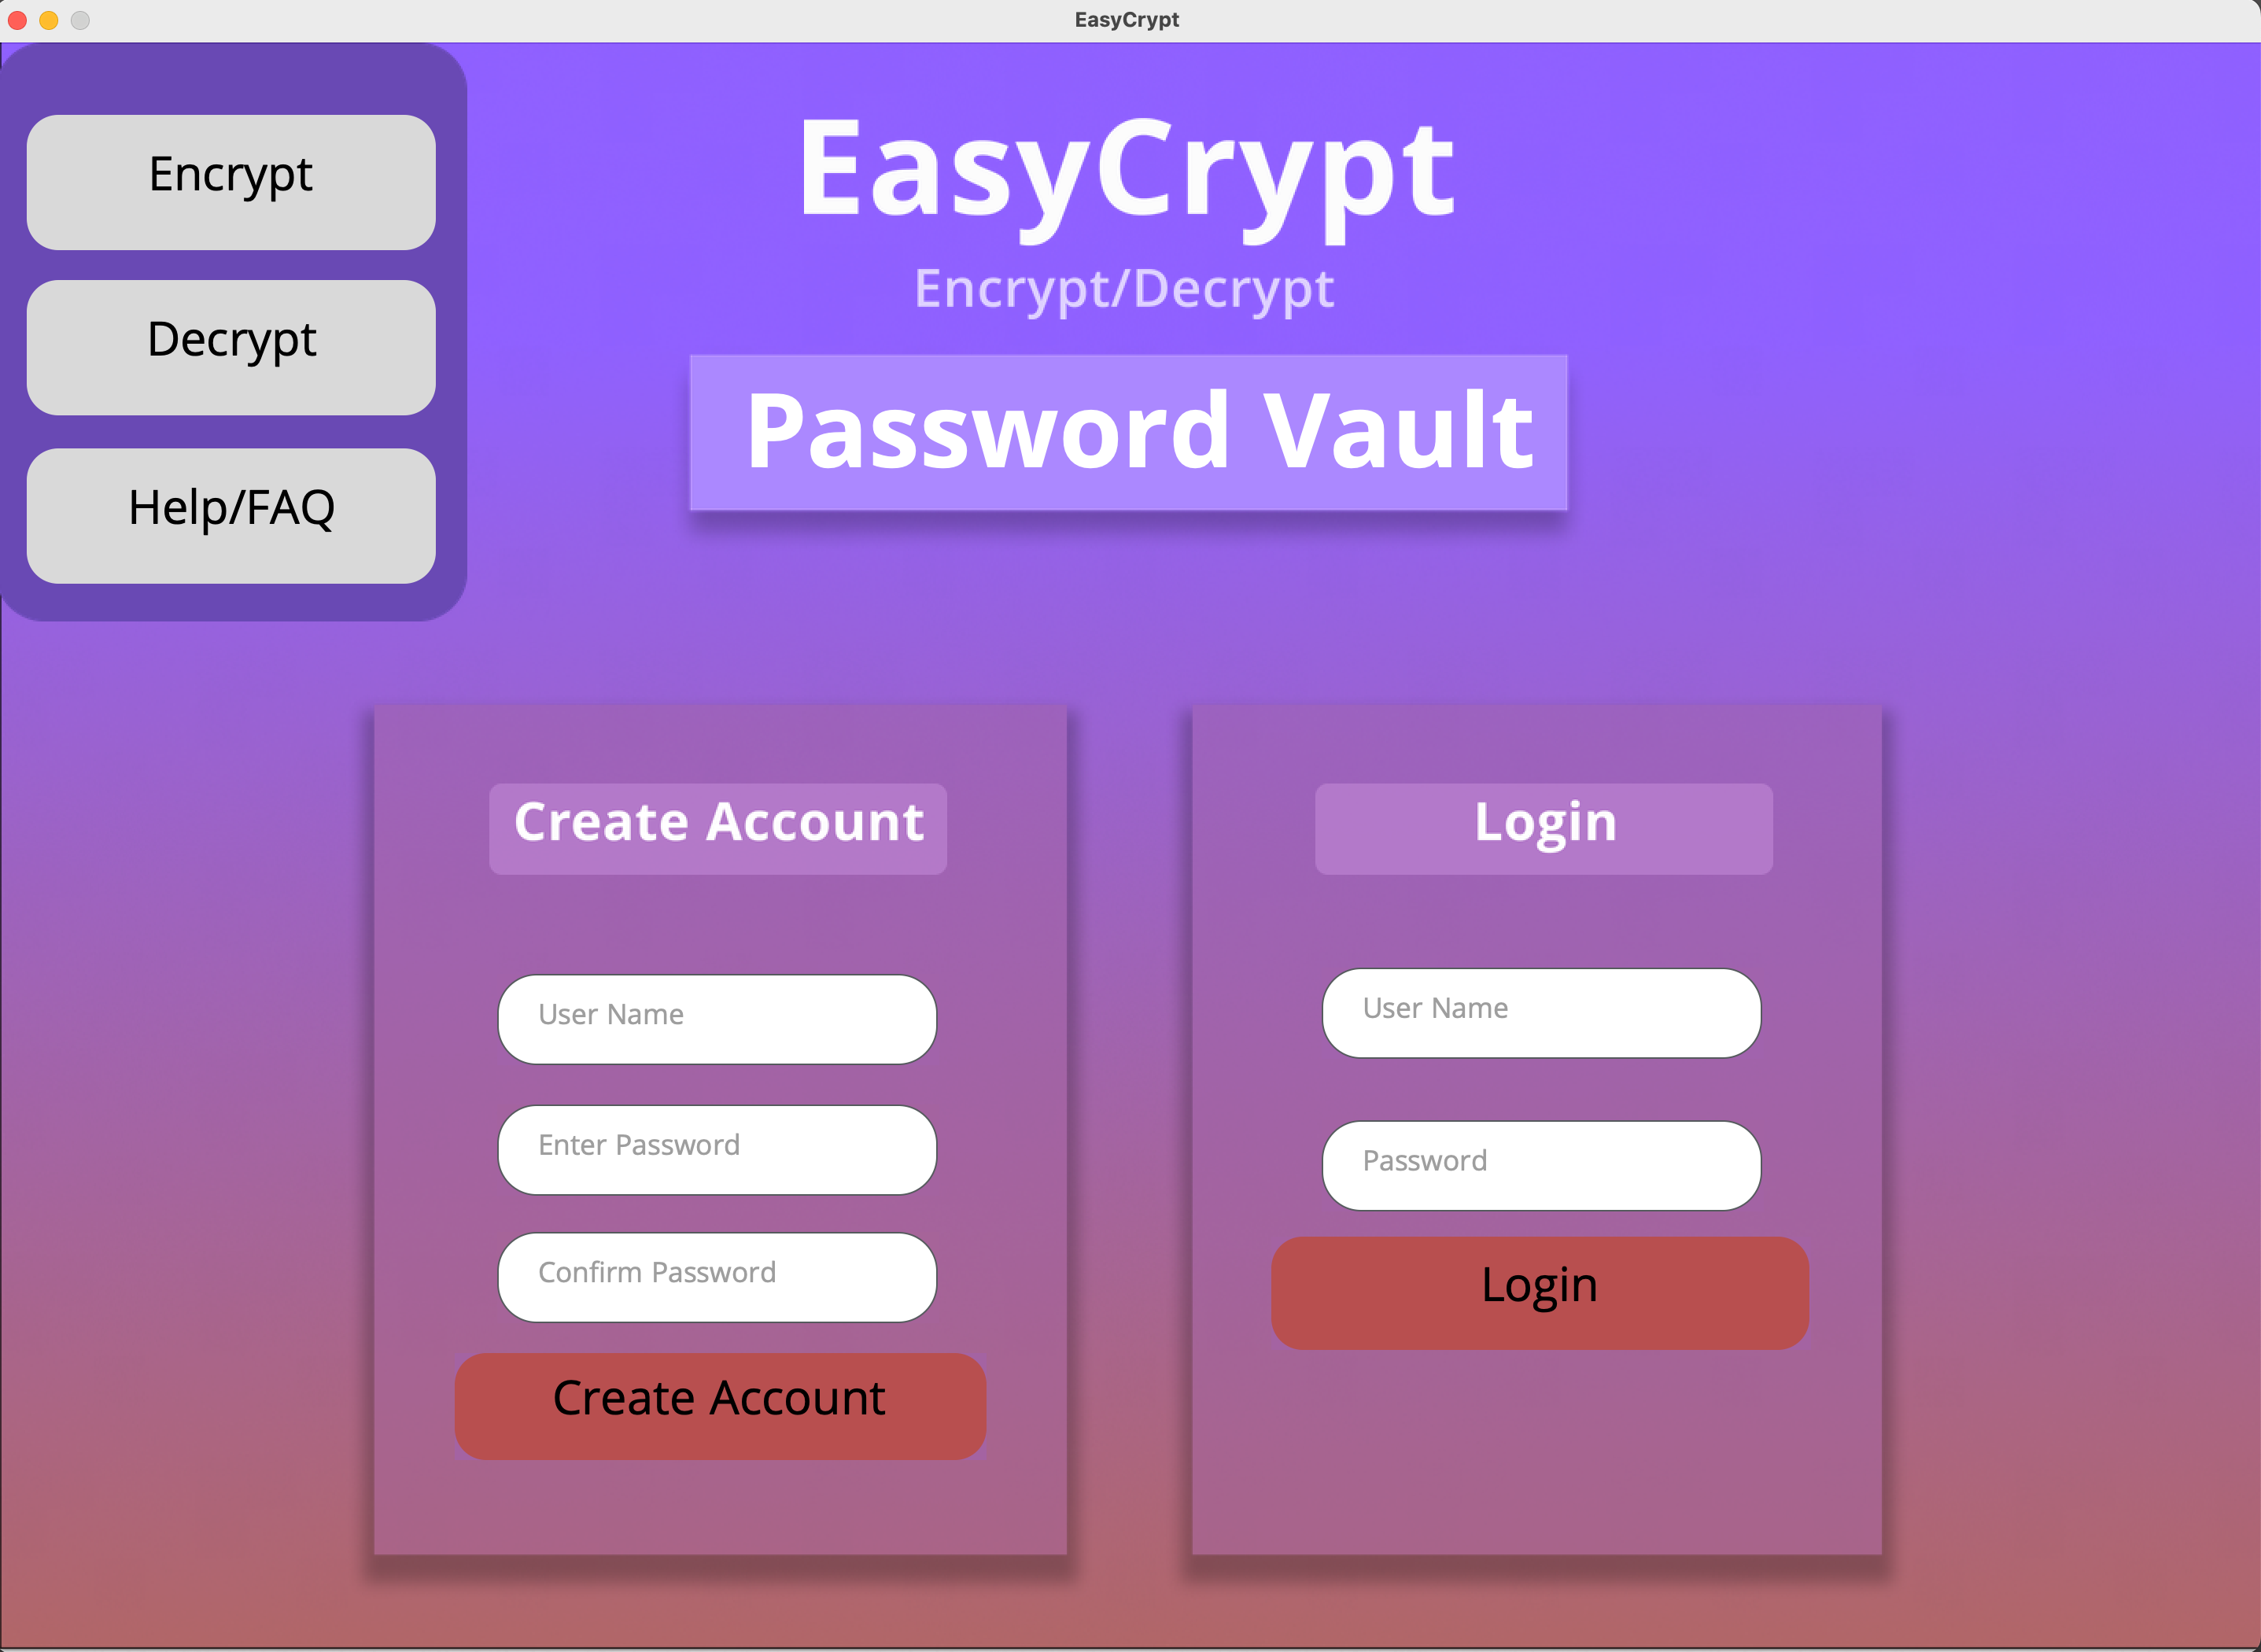 EasyCrypt
Encrypt
Decrypt
Help/FAQ
EasyCrypt
Encrypt/Decrypt
Password Vault
Create Account
User Name
Enter Password
Confirm Password
Create Account
Login
User Name
Password
Login